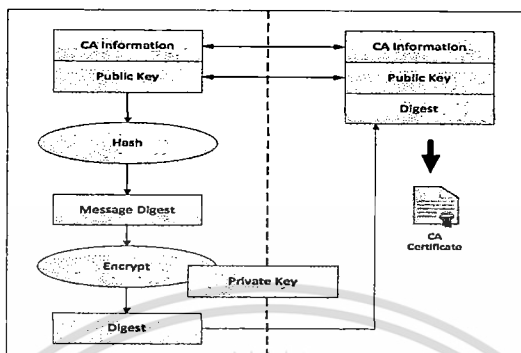 CA Information
Public Key
Hash
Message Digest
Encrypt
Private Key
Digest
CA Information
Public Key
Digest
CA
Certificate